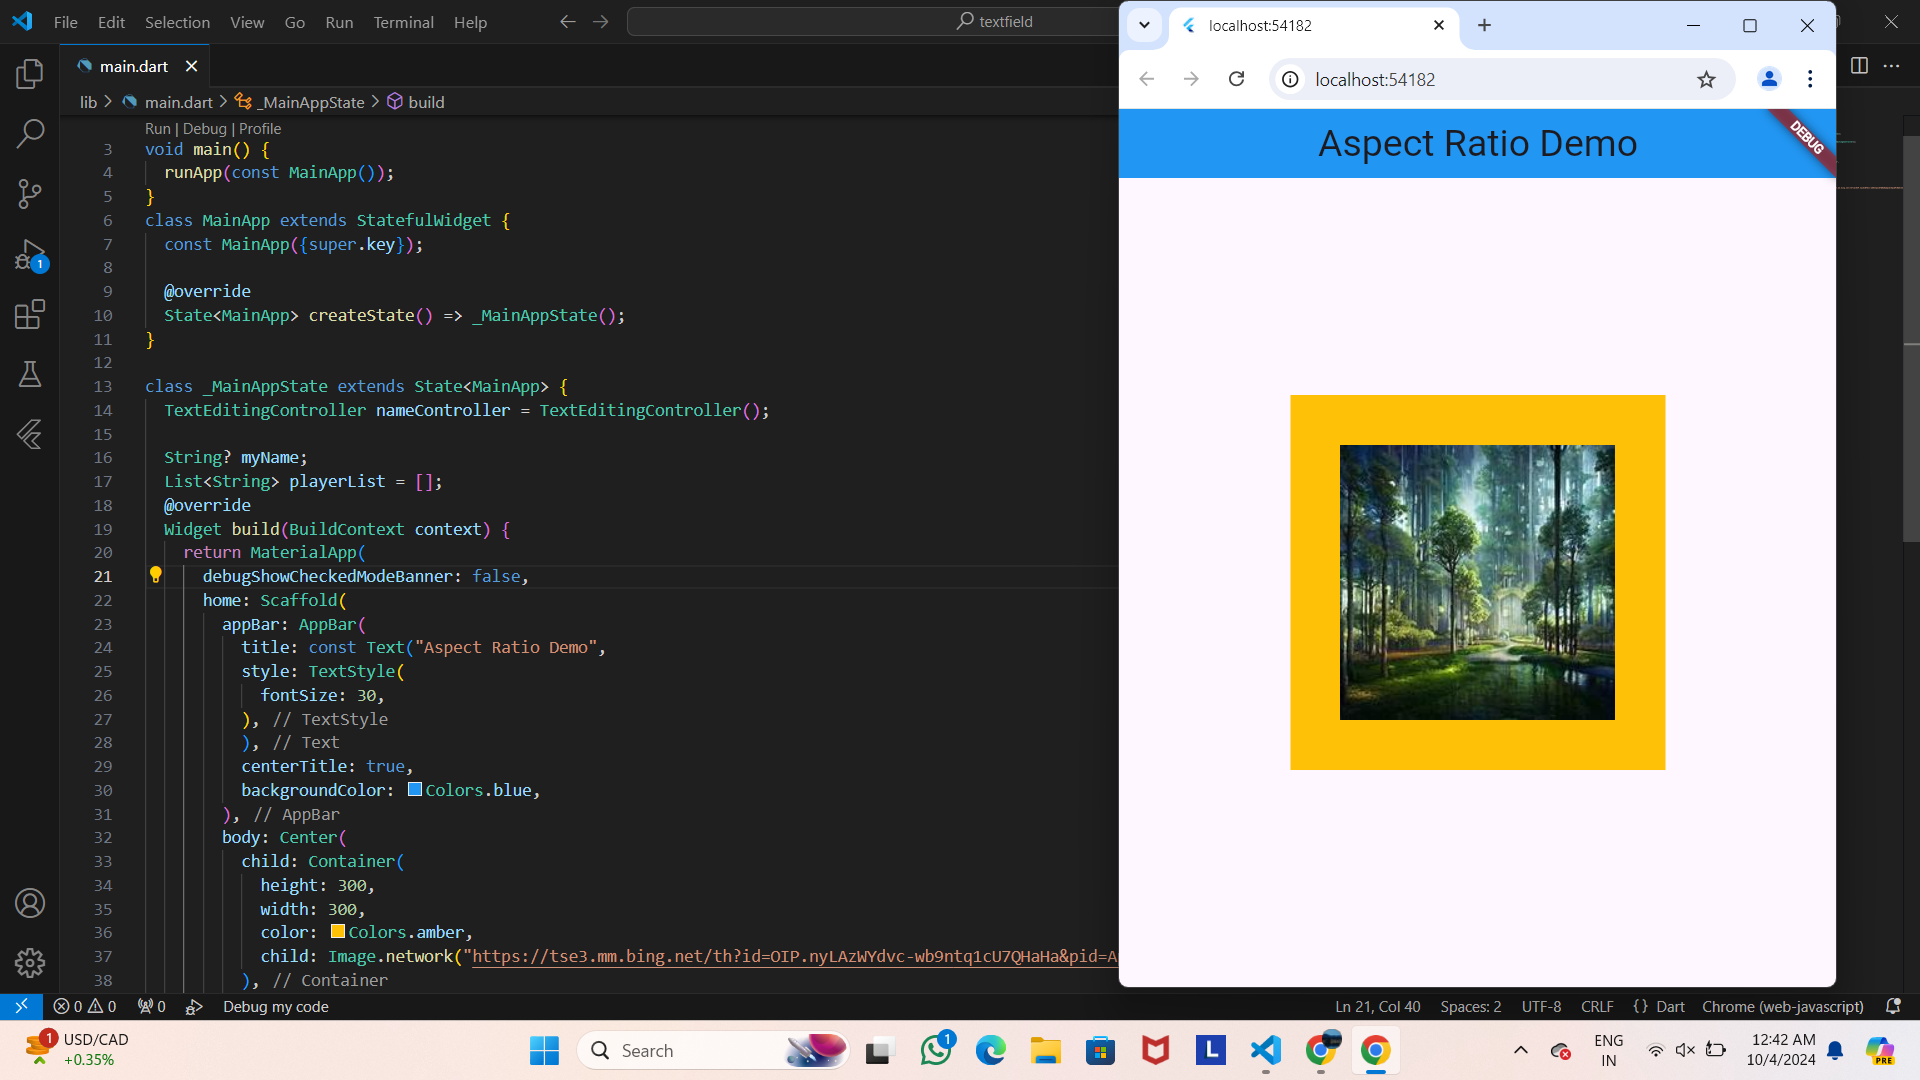 File Edit Selection View Go Run Terminal Help
textfield
main.dart
lib > main.dart > _MainAppState > build
Run | Debug | Profile
3 void main() {
4 runApp(const MainApp());
5 }
6 class MainApp extends StatefulWidget {
7 const MainApp({super.key});
8
9 @override
10 State<MainApp> createState() => _MainAppState();
11 }
12
13 class _MainAppState extends State<MainApp> {
14 TextEditingController nameController = TextEditingController();
15
16 String? myName;
17 List<String> playerList = [];
18 @override
19 Widget build(BuildContext context) {
20 return MaterialApp(
21 debugShowCheckedModeBanner: false,
22 home: Scaffold(
23 appBar: AppBar(
24 title: const Text("Aspect Ratio Demo",
25 style: TextStyle(
26 fontSize: 30,
27 ), // TextStyle
28 ), // Text
29 centerTitle: true,
30 backgroundColor: Colors.blue,
31 ), // AppBar
32 body: Center(
33 child: Container(
34 height: 300,
35 width: 300,
36 color: Colors.amber,
37 child: Image.network("https://tse3.mm.bing.net/th?id=OIP.nyLAzWYdvc-wb9ntq1cU7QHaHa&pid=A
38 ), // Container
localhost:54182
localhost:54182
Aspect Ratio Demo
DEBUG
1
0 0 0 Debug my code
Ln 21, Col 40 Spaces: 2 UTF-8 CRLF {} Dart Chrome (web-javascript)
1
USD/CAD
+0.35%
Search
1
L
ENG
IN
12:42 AM
10/4/2024
PRE